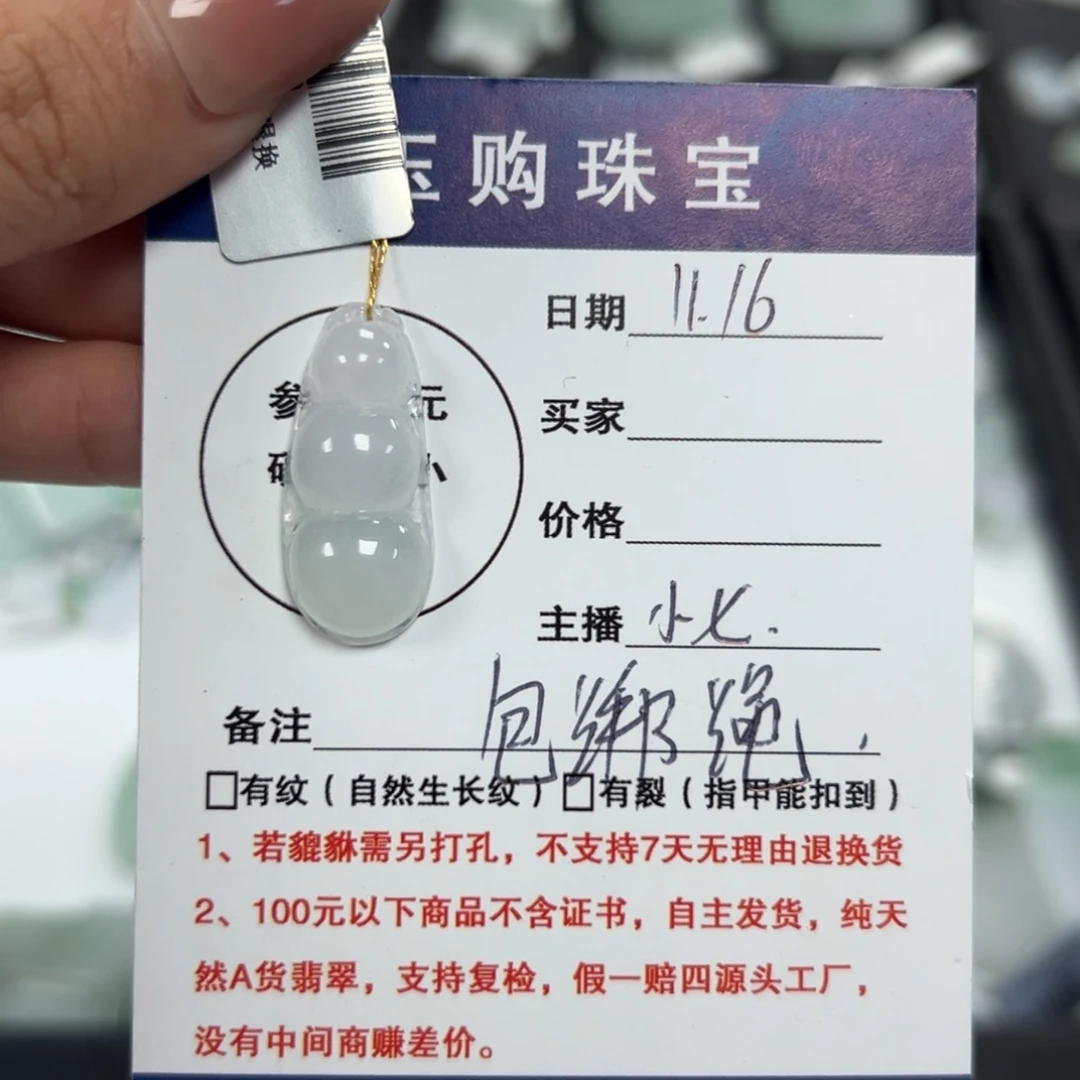 退换
玉购珠宝
日期 11.16
参 元
买家
价格
主播 小七.
备注 包绑绳.
□有纹（自然生长纹）□有裂（指甲能扣到）
1、若貔貅需另打孔，不支持7天无理由退换货
2、100元以下商品不含证书，自主发货，纯天
然A货翡翠，支持复检，假一赔四源头工厂，
没有中间商赚差价。